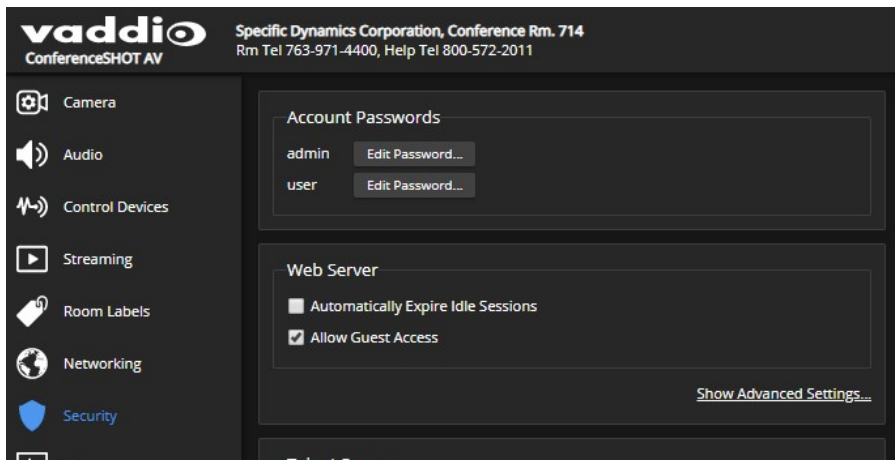 vaddio
ConferenceSHOT AV
Specific Dynamics Corporation, Conference Rm. 714
Rm Tel 763-971-4400, Help Tel 800-572-2011
Camera
Audio
Control Devices
Streaming
Room Labels
Networking
Security
Account Passwords
admin Edit Password...
user Edit Password...
Web Server
Automatically Expire Idle Sessions
Allow Guest Access
Show Advanced Settings...